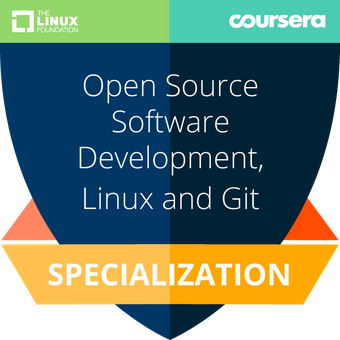 THE
LINUX
FOUNDATION
coursera
Open Source
Software
Development,
Linux and Git
SPECIALIZATION